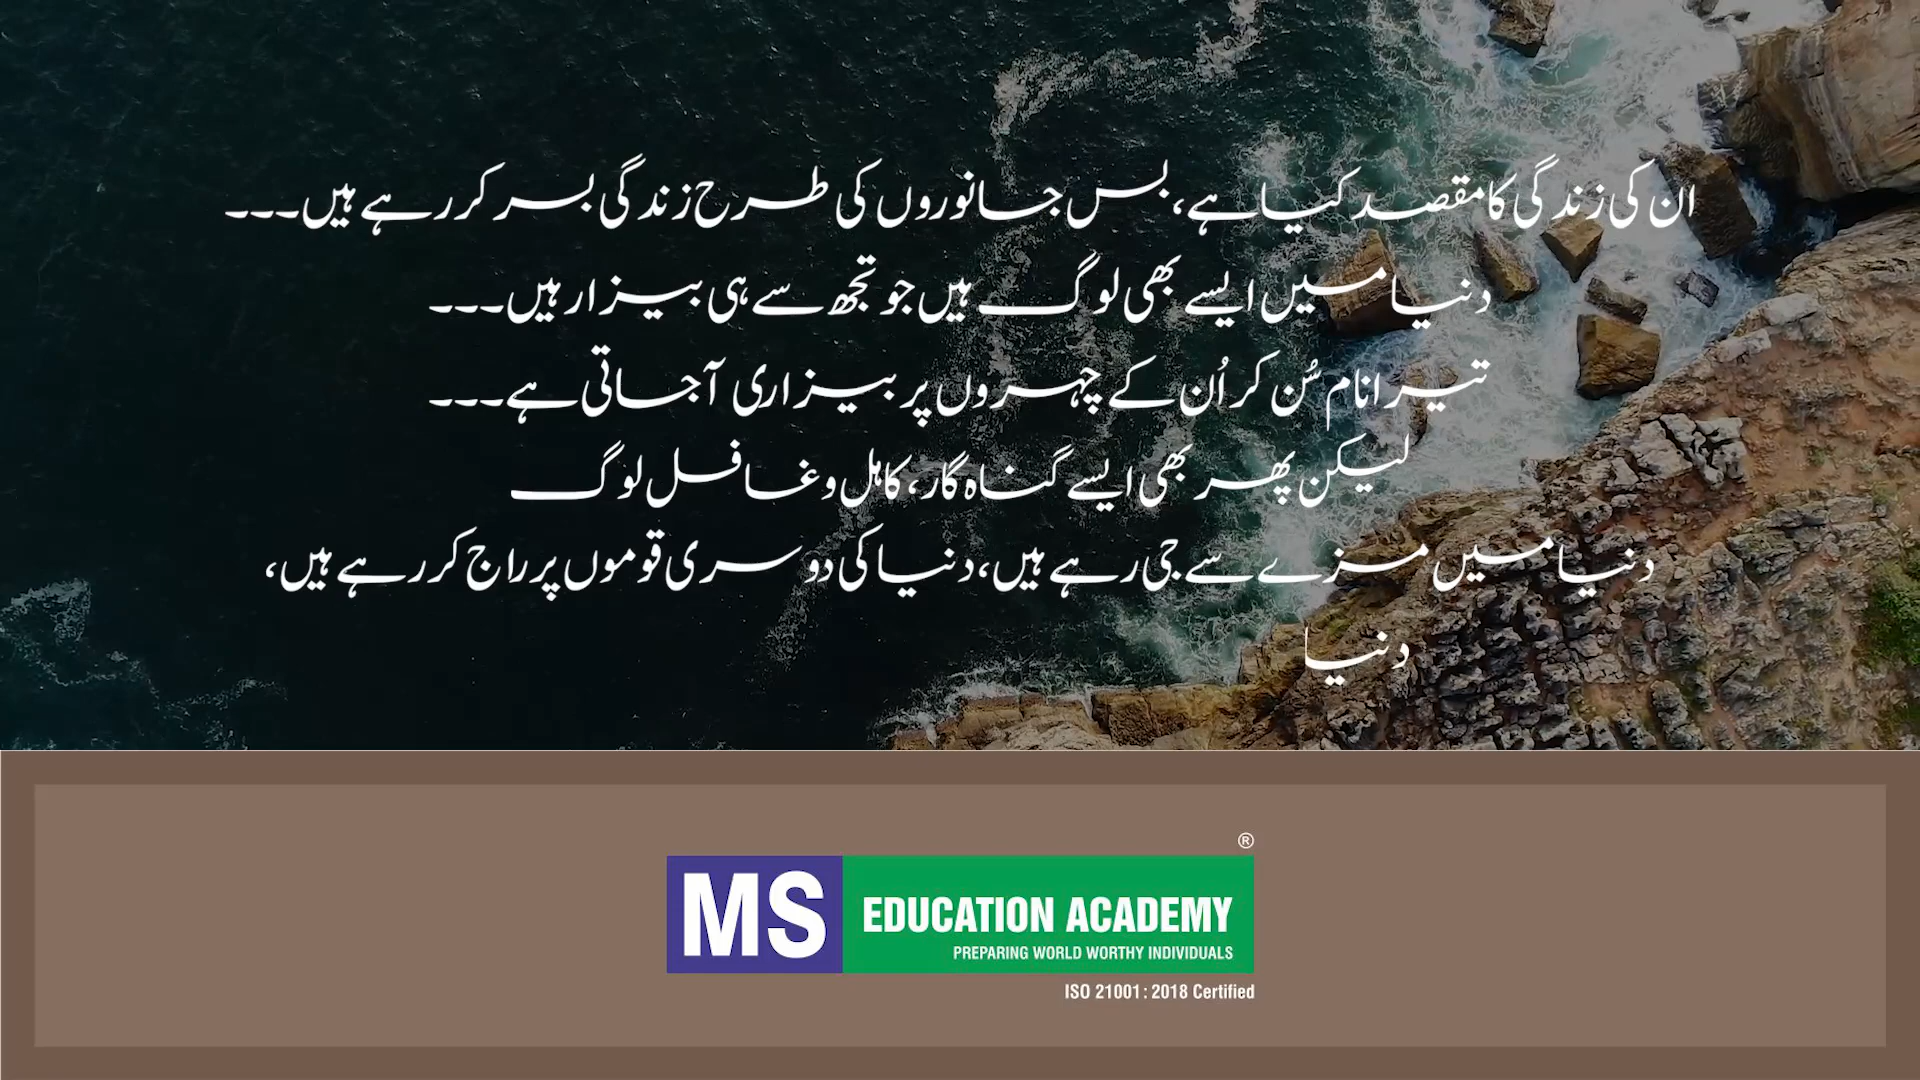 ان کی زندگی کا مقصد کیا ہے، بس جانوروں کی طرح زندگی بسر کر رہے ہیں۔۔۔
دنیا میں ایسے بھی لوگ ہیں جو تجھ سے ہی بیزار ہیں۔۔۔
تیرا نام سُن کر اُن کے چہروں پر بیزاری آ جاتی ہے۔۔۔
لیکن پھر بھی ایسے گناہ گار، کاہل و غافل لوگ
دنیا میں مزے سے جی رہے ہیں، دنیا کی دوسری قوموں پر راج کر رہے ہیں،
دنیا
®
MS EDUCATION ACADEMY
PREPARING WORLD WORTHY INDIVIDUALS
ISO 21001 : 2018 Certified